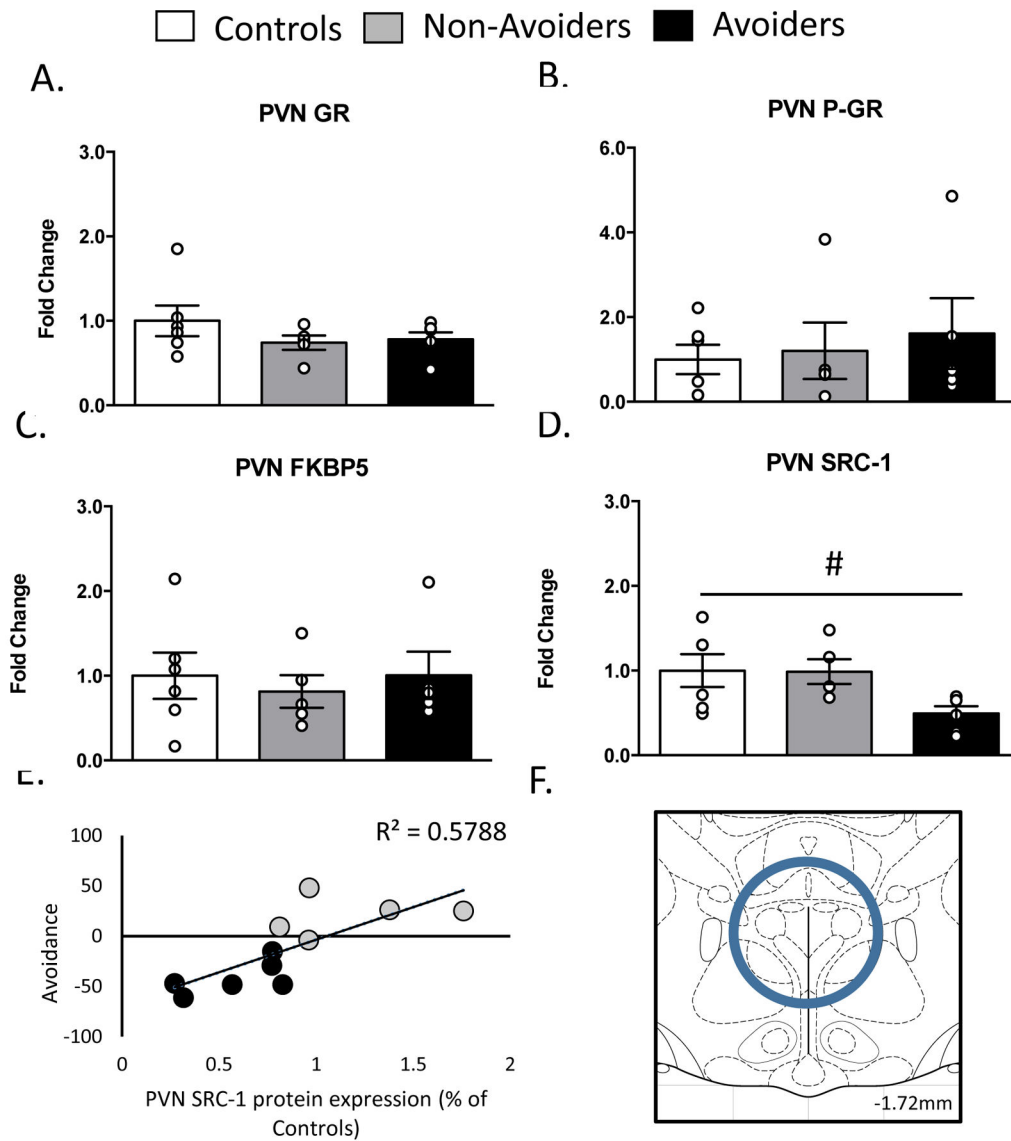 Controls Non-Avoiders Avoiders
A.
PVN GR
Fold Change
3.0
2.0
1.0
0.0
B.
PVN P-GR
6.0
4.0
2.0
0.0
C.
PVN FKBP5
Fold Change
3.0
2.0
1.0
0.0
D.
PVN SRC-1
Fold Change
3.0
2.0
1.0
0.0
#
E.
R² = 0.5788
Avoidance
100
50
0
-50
-100
0 0.5 1 1.5 2
PVN SRC-1 protein expression (% of
Controls)
F.
-1.72mm